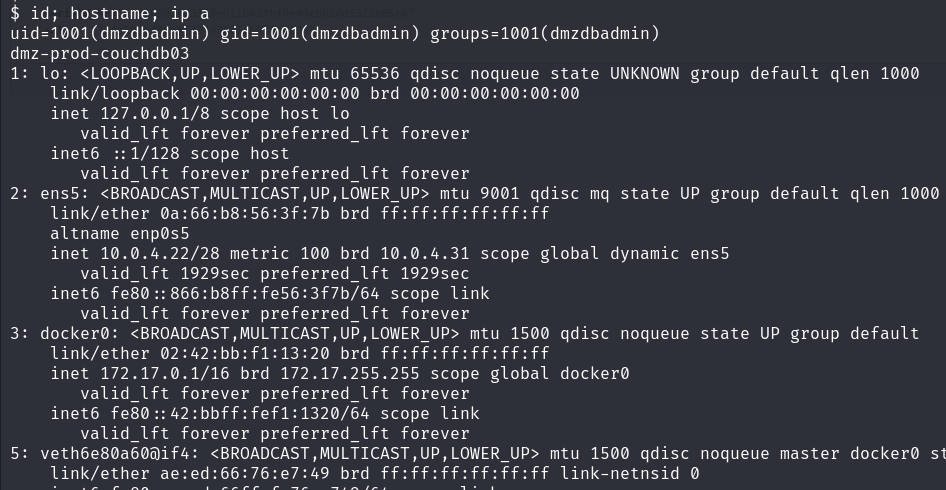 $ id; hostname; ip a
uid=1001(dmzdbadmin) gid=1001(dmzdbadmin) groups=1001(dmzdbadmin)
dmz-prod-couchdb03
1: lo: <LOOPBACK,UP,LOWER_UP> mtu 65536 qdisc noqueue state UNKNOWN group default qlen 1000
    link/loopback 00:00:00:00:00:00 brd 00:00:00:00:00:00
    inet 127.0.0.1/8 scope host lo
       valid_lft forever preferred_lft forever
    inet6 ::1/128 scope host
       valid_lft forever preferred_lft forever
2: ens5: <BROADCAST,MULTICAST,UP,LOWER_UP> mtu 9001 qdisc mq state UP group default qlen 1000
    link/ether 0a:66:b8:56:3f:7b brd ff:ff:ff:ff:ff:ff
    altname enp0s5
    inet 10.0.4.22/28 metric 100 brd 10.0.4.31 scope global dynamic ens5
       valid_lft 1929sec preferred_lft 1929sec
    inet6 fe80::866:b8ff:fe56:3f7b/64 scope link
       valid_lft forever preferred_lft forever
3: docker0: <BROADCAST,MULTICAST,UP,LOWER_UP> mtu 1500 qdisc noqueue state UP group default
    link/ether 02:42:bb:f1:13:20 brd ff:ff:ff:ff:ff:ff
    inet 172.17.0.1/16 brd 172.17.255.255 scope global docker0
       valid_lft forever preferred_lft forever
    inet6 fe80::42:bbff:fef1:1320/64 scope link
       valid_lft forever preferred_lft forever
5: veth6e80a60@if4: <BROADCAST,MULTICAST,UP,LOWER_UP> mtu 1500 qdisc noqueue master docker0 st
    link/ether ae:ed:66:76:e7:49 brd ff:ff:ff:ff:ff:ff link-netnsid 0